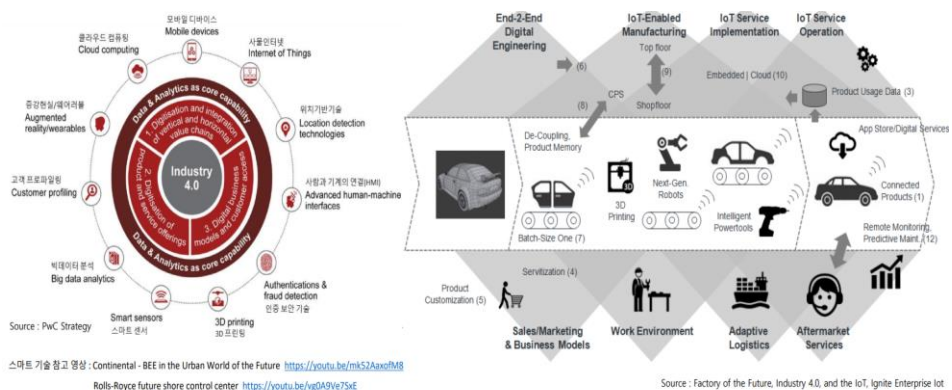 모바일 디바이스
Mobile devices
클라우드 컴퓨팅
Cloud computing
사물인터넷
Internet of Things
증강현실/웨어러블
Augmented
reality/wearables
위치기반기술
Location detection
technologies
고객 프로파일링
Customer profiling
사람과 기계의 연결(HMI)
Advanced human-machine
interfaces
빅데이터 분석
Big data analytics
Authentications &
fraud detection
인증 보안 기술
Smart sensors
스마트 센서
3D printing
3D 프린팅
Data & Analytics as core capability
1. Digitisation and integration
of vertical and horizontal
value chains
Industry
4.0
2. Digitisation of
product and service offerings
3. Digital business
models and customer access
Data & Analytics as core capability
Source : PwC Strategy
스마트 기술 참고 영상 : Continental - BEE in the Urban World of the Future https://youtu.be/mk52AaxofM8
Rolls-Royce future shore control center https://youtu.be/vg0A9Ve7SxE
End-2-End
Digital
Engineering
IoT-Enabled
Manufacturing
IoT Service
Implementation
IoT Service
Operation
(6)
Top floor
(9)
Shopfloor
CPS
(8)
Embedded | Cloud (10)
Product Usage Data (3)
De-Coupling,
Product Memory
App Store/Digital Services
3D
3D
Printing
Next-Gen.
Robots
Intelligent
Powertools
Connected
Products (1)
Batch-Size One (7)
Remote Monitoring,
Predictive Maint. (12)
Servitization (4)
Product
Customization (5)
Sales/Marketing
& Business Models
Work Environment
Adaptive
Logistics
Aftermarket
Services
Source : Factory of the Future, Industry 4.0, and the IoT, Ignite Enterprise Iot